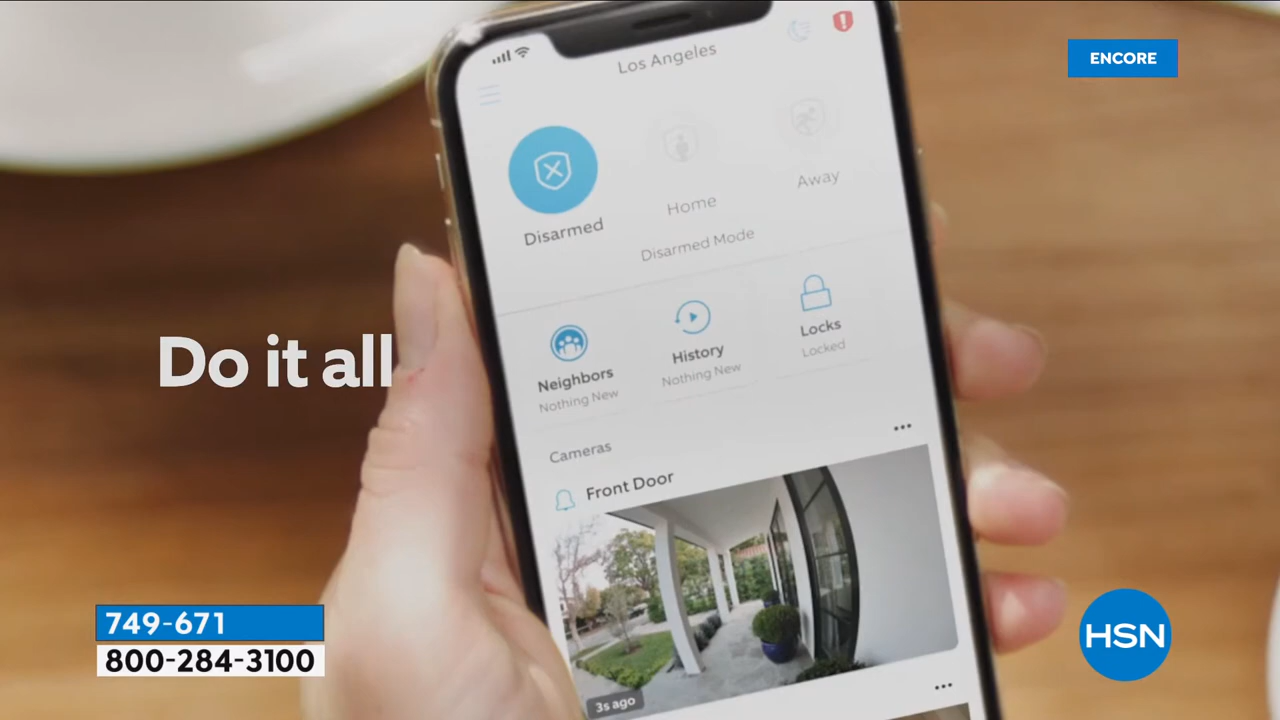 ENCORE
Los Angeles
Disarmed
Home
Away
Disarmed Mode
Neighbors
Nothing New
History
Nothing New
Locks
Locked
Cameras
Front Door
3s ago
Do it all
749-671
800-284-3100
HSN